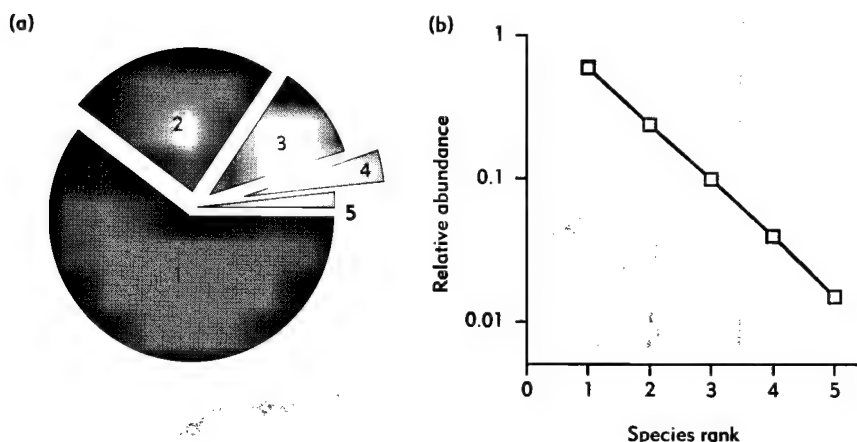 (a)
2
3
4
5
1
(b)
Relative abundance
1
0.1
0.01
0 1 2 3 4 5
Species rank